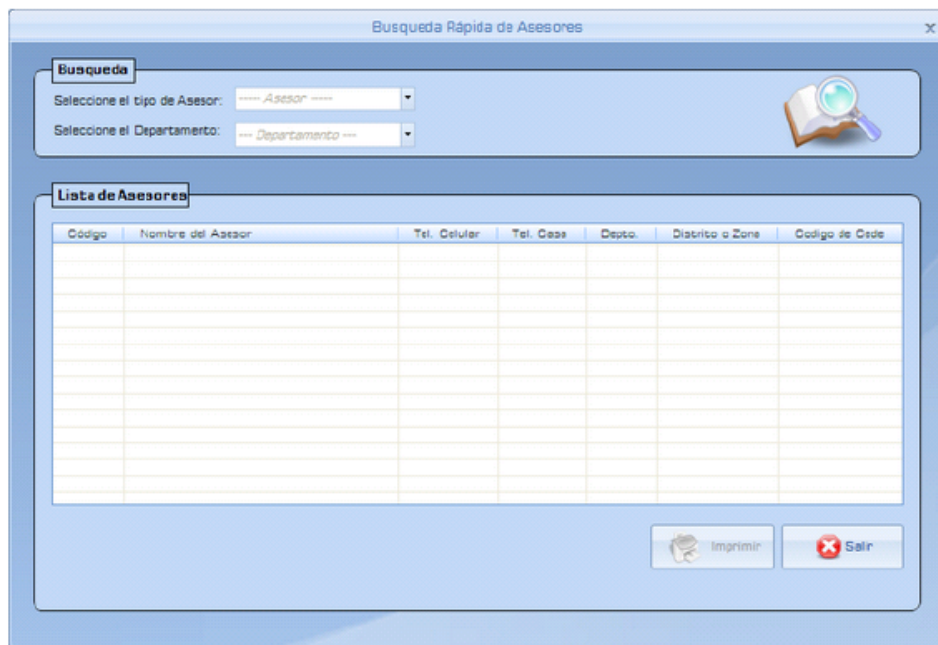 Busqueda Rápida de Asesores x
Busqueda
Seleccione el tipo de Asesor: ----- Asesor -----
Seleccione el Departamento: --- Departamento ---
Lista de Asesores
Código Nombre del Asesor Tel. Celular Tel. Casa Depto. Distrito o Zona Codigo de Cede
Imprimir Salir